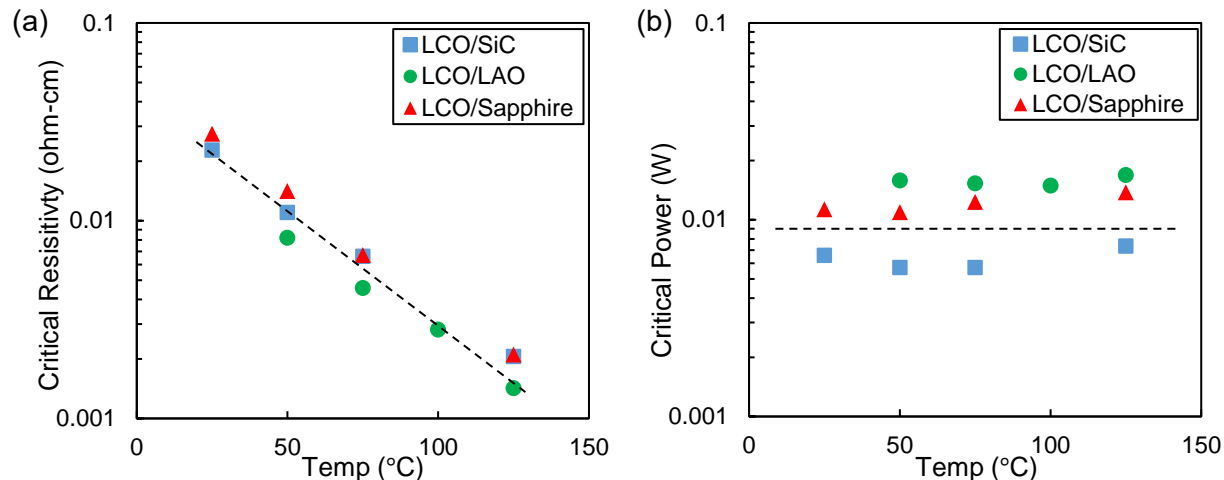 (a)
0.1
0.01
0.001
Critical Resisitivty (ohm-cm)
LCO/SiC
LCO/LAO
LCO/Sapphire
0
50
100
150
Temp (°C)
(b)
0.1
0.01
0.001
Critical Power (W)
LCO/SiC
LCO/LAO
LCO/Sapphire
0
50
100
150
Temp (°C)